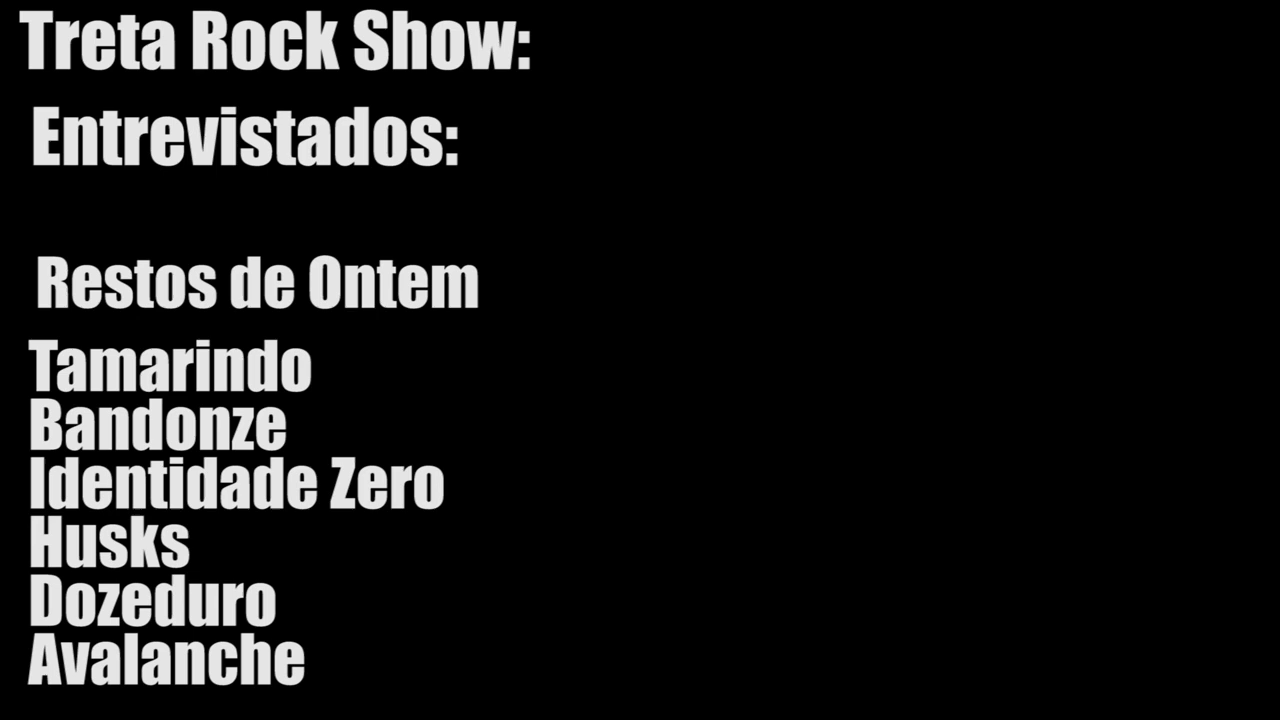 Treta Rock Show:
Entrevistados:
Restos de Ontem
Tamarindo
Bandonze
Identidade Zero
Husks
Dozeduro
Avalanche